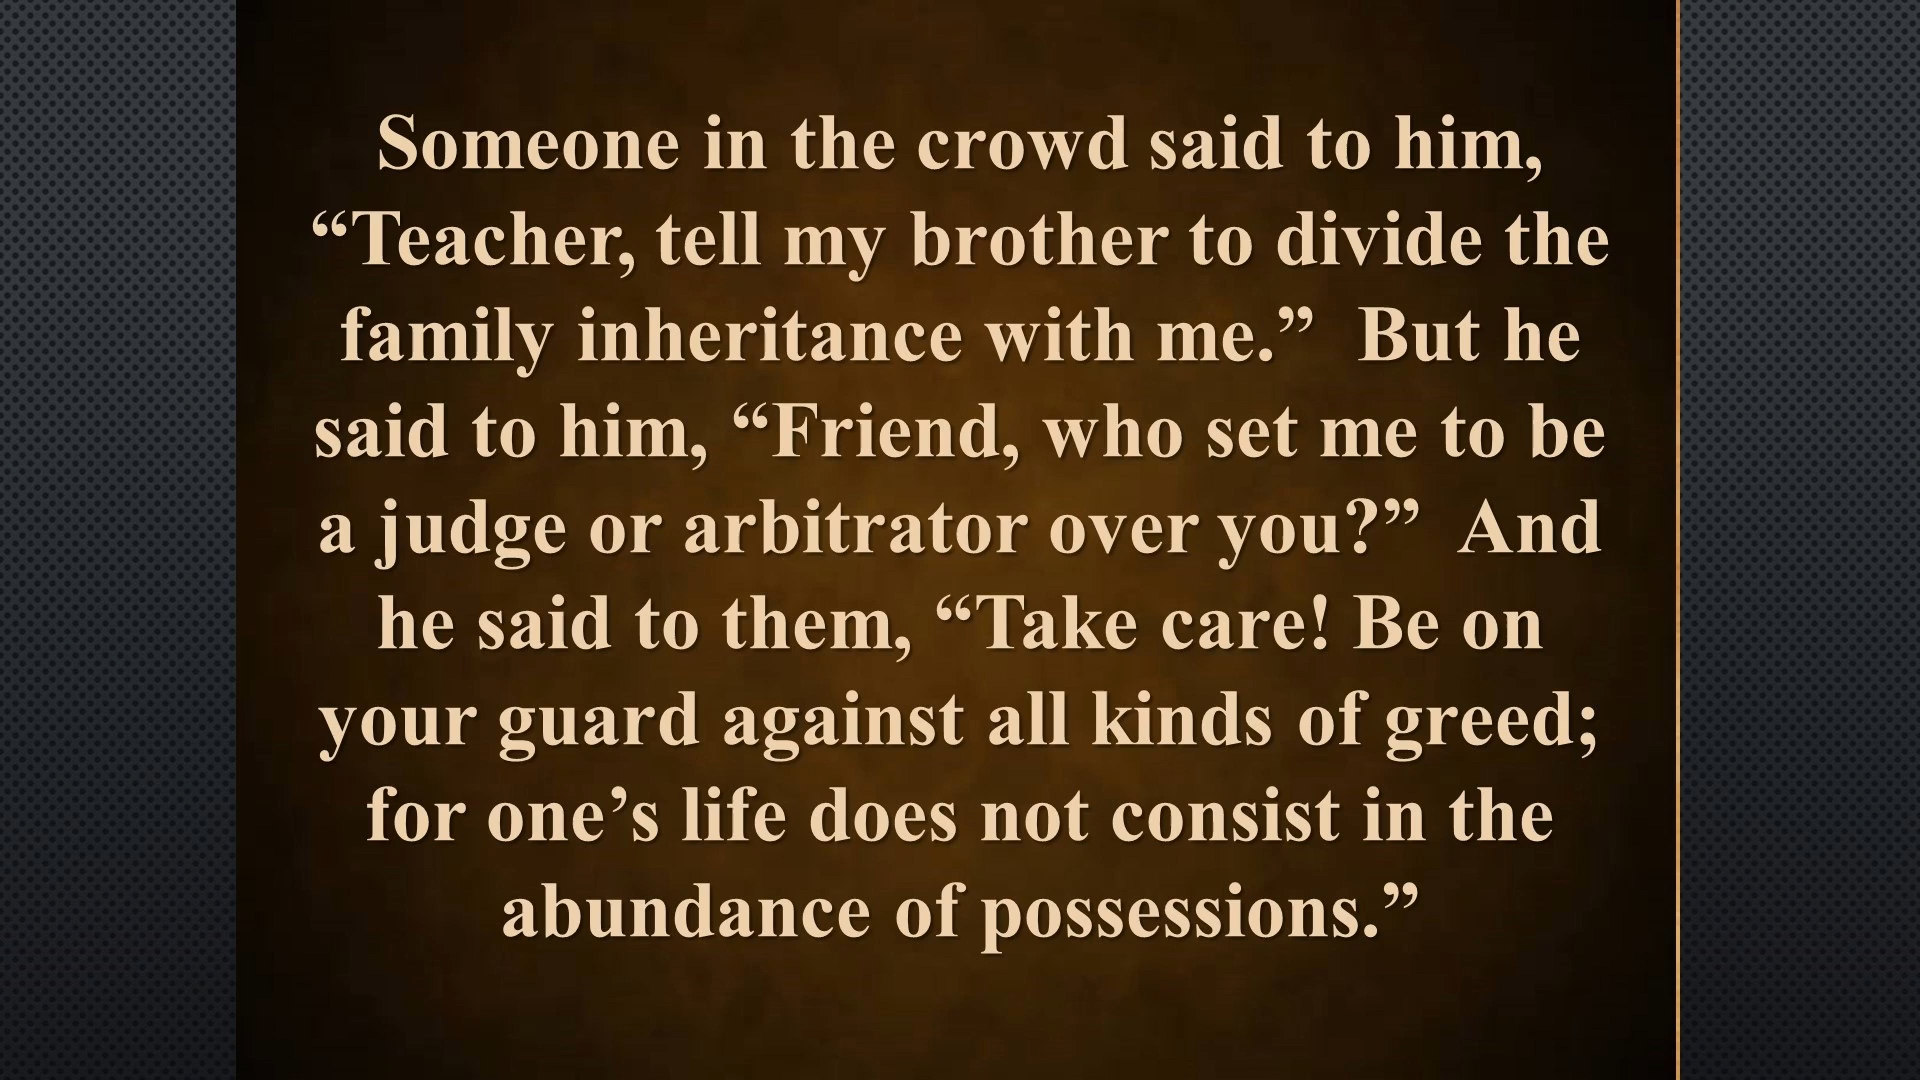 Someone in the crowd said to him,
“Teacher, tell my brother to divide the
family inheritance with me.”  But he
said to him, “Friend, who set me to be
a judge or arbitrator over you?”  And
he said to them, “Take care! Be on
your guard against all kinds of greed;
for one’s life does not consist in the
abundance of possessions.”